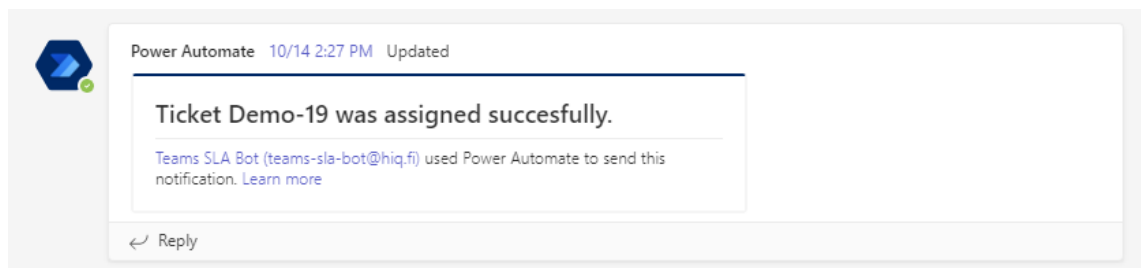 Power Automate 10/14 2:27 PM Updated
Ticket Demo-19 was assigned succesfully.
Teams SLA Bot (teams-sla-bot@hiq.fi) used Power Automate to send this
notification. Learn more
Reply